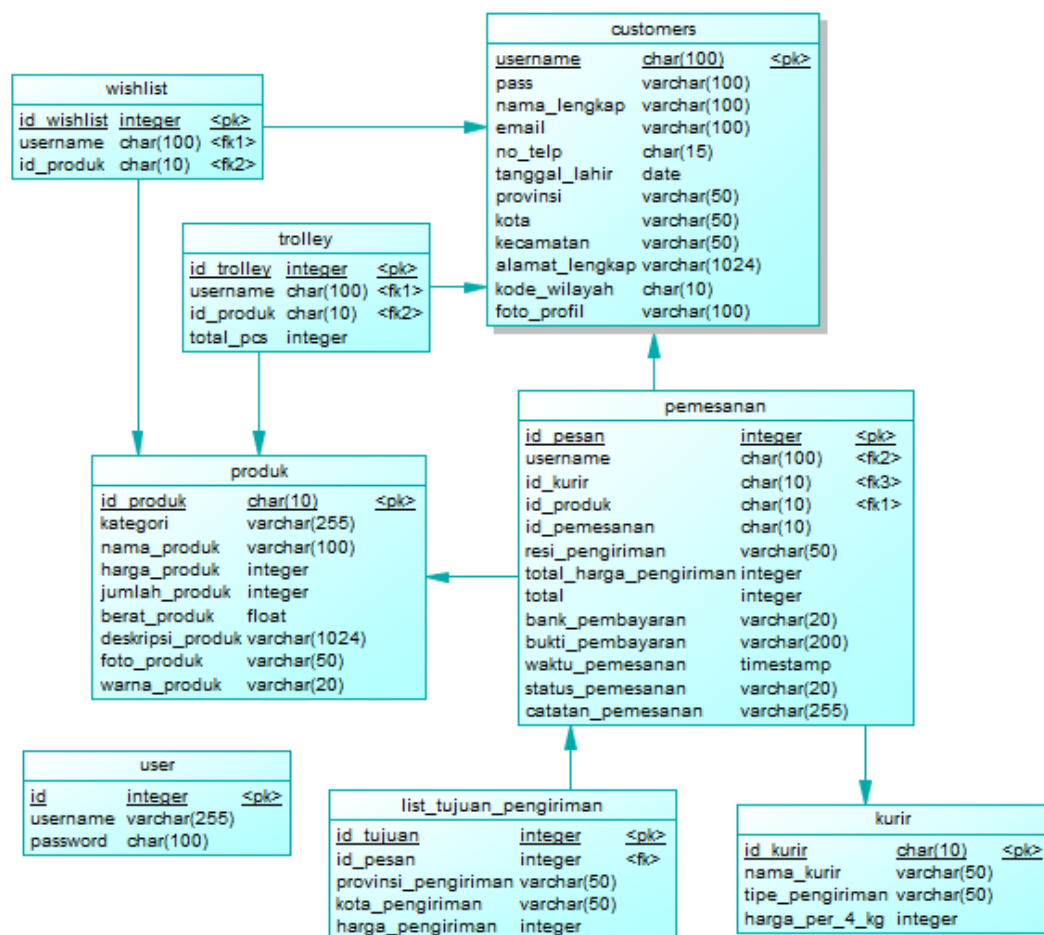 customers
username char(100) <pk>
pass varchar(100)
nama_lengkap varchar(100)
email varchar(100)
no_telp char(15)
tanggal_lahir date
provinsi varchar(50)
kota varchar(50)
kecamatan varchar(50)
alamat_lengkap varchar(1024)
kode_wilayah char(10)
foto_profil varchar(100)
wishlist
id_wishlist integer <pk>
username char(100) <fk1>
id_produk char(10) <fk2>
trolley
id_trolley integer <pk>
username char(100) <fk1>
id_produk char(10) <fk2>
total_pcs integer
pemesanan
id_pesan integer <pk>
username char(100) <fk2>
id_kurir char(10) <fk3>
id_produk char(10) <fk1>
id_pemesanan char(10)
resi_pengiriman varchar(50)
total_harga_pengiriman integer
total integer
bank_pembayaran varchar(20)
bukti_pembayaran varchar(200)
waktu_pemesanan timestamp
status_pemesanan varchar(20)
catatan_pemesanan varchar(255)
produk
id_produk char(10) <pk>
kategori varchar(255)
nama_produk varchar(100)
harga_produk integer
jumlah_produk integer
berat_produk float
deskripsi_produk varchar(1024)
foto_produk varchar(50)
warna_produk varchar(20)
user
id integer <pk>
username varchar(255)
password char(100)
list_tujuan_pengiriman
id_tujuan integer <pk>
id_pesan integer <fk>
provinsi_pengiriman varchar(50)
kota_pengiriman varchar(50)
harga_pengiriman integer
kurir
id_kurir char(10) <pk>
nama_kurir varchar(50)
tipe_pengiriman varchar(50)
harga_per_4_kg integer